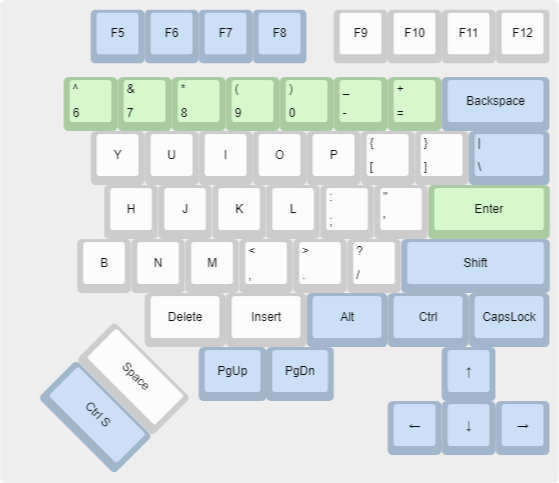 F5 F6 F7 F8 F9 F10 F11 F12
^ & * ( ) _ +
6 7 8 9 0 - = Backspace
Y U I O P { [ } ] | \
H J K L : ; " ' Enter
B N M < , > . ? / Shift
Delete Insert Alt Ctrl CapsLock
Space PgUp PgDn ↑
Ctrl S ← ↓ →